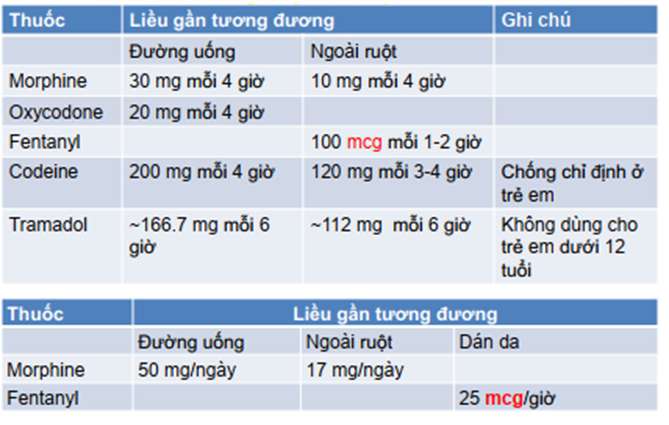 Thuốc Liều gần tương đương Ghi chú
Đường uống Ngoài ruột
Morphine 30 mg mỗi 4 giờ 10 mg mỗi 4 giờ
Oxycodone 20 mg mỗi 4 giờ
Fentanyl 100 mcg mỗi 1-2 giờ
Codeine 200 mg mỗi 4 giờ 120 mg mỗi 3-4 giờ Chống chỉ định ở
trẻ em
Tramadol ~166.7 mg mỗi 6 ~112 mg mỗi 6 giờ Không dùng cho
giờ trẻ em dưới 12
tuổi
Thuốc Liều gần tương đương
Đường uống Ngoài ruột Dán da
Morphine 50 mg/ngày 17 mg/ngày
Fentanyl 25 mcg/giờ